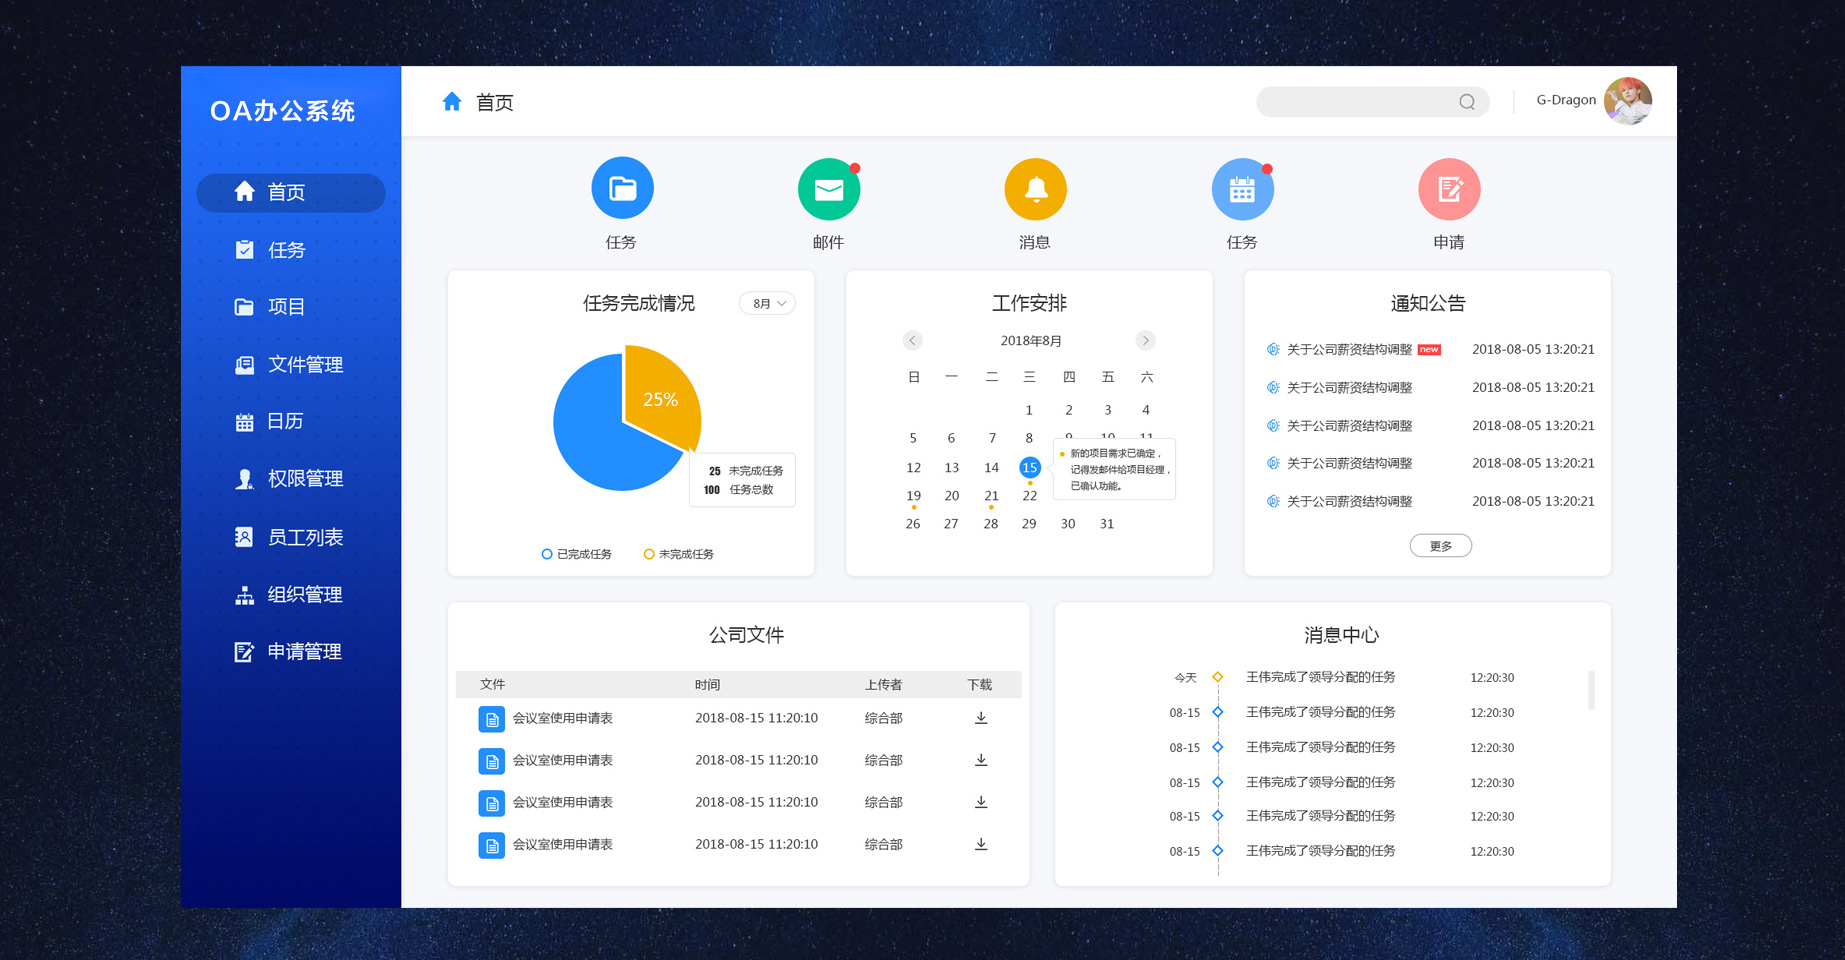 OA办公系统
首页
任务
项目
文件管理
日历
权限管理
员工列表
组织管理
申请管理
首页
G-Dragon
任务
邮件
消息
任务
申请
任务完成情况
8月
25%
25 未完成任务
100 任务总数
已完成任务 未完成任务
工作安排
2018年8月
日 一 二 三 四 五 六
1 2 3 4
5 6 7 8 9 10 11
12 13 14 15
19 20 21 22
26 27 28 29 30 31
新的项目需求已确定，
记得发邮件给项目经理，
已确认功能。
通知公告
关于公司薪资结构调整 new 2018-08-05 13:20:21
关于公司薪资结构调整 2018-08-05 13:20:21
关于公司薪资结构调整 2018-08-05 13:20:21
关于公司薪资结构调整 2018-08-05 13:20:21
关于公司薪资结构调整 2018-08-05 13:20:21
更多
公司文件
文件 时间 上传者 下载
会议室使用申请表 2018-08-15 11:20:10 综合部
会议室使用申请表 2018-08-15 11:20:10 综合部
会议室使用申请表 2018-08-15 11:20:10 综合部
会议室使用申请表 2018-08-15 11:20:10 综合部
消息中心
今天 王伟完成了领导分配的任务 12:20:30
08-15 王伟完成了领导分配的任务 12:20:30
08-15 王伟完成了领导分配的任务 12:20:30
08-15 王伟完成了领导分配的任务 12:20:30
08-15 王伟完成了领导分配的任务 12:20:30
08-15 王伟完成了领导分配的任务 12:20:30